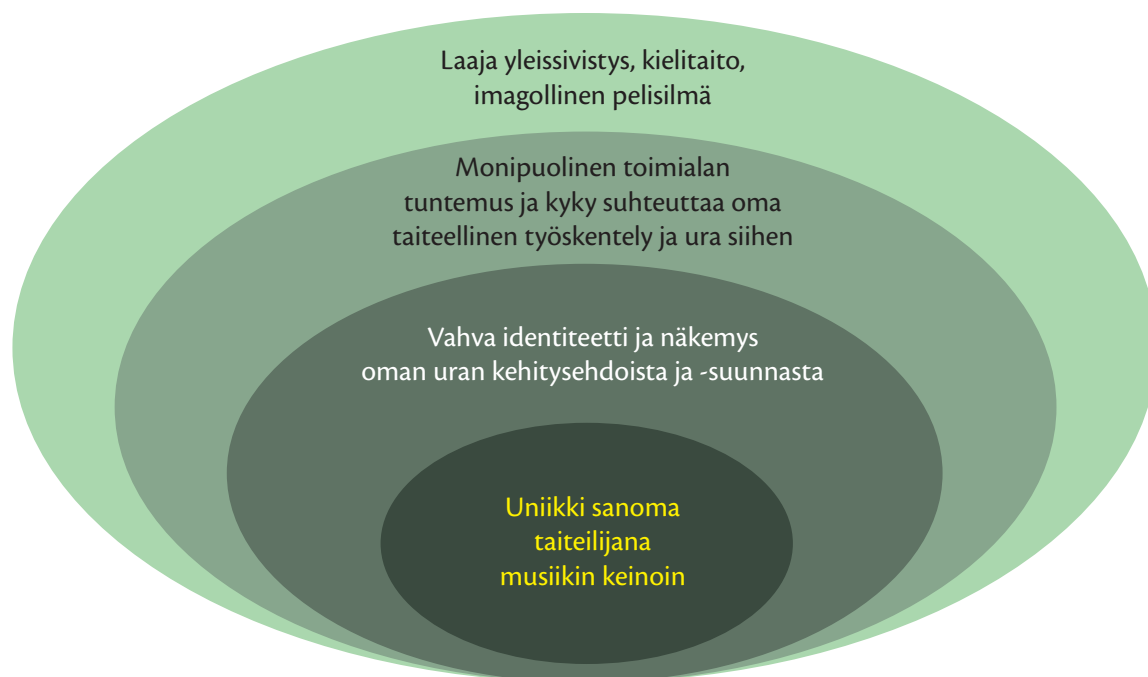 Laaja yleissivistys, kielitaito,
imagollinen pelisilmä
Monipuolinen toimialan
tuntemus ja kyky suhteuttaa oma
taiteellinen työskentely ja ura siihen
Vahva identiteetti ja näkemys
oman uran kehitysehdoista ja -suunnasta
Uniikki sanoma
taiteilijana
musiikin keinoin